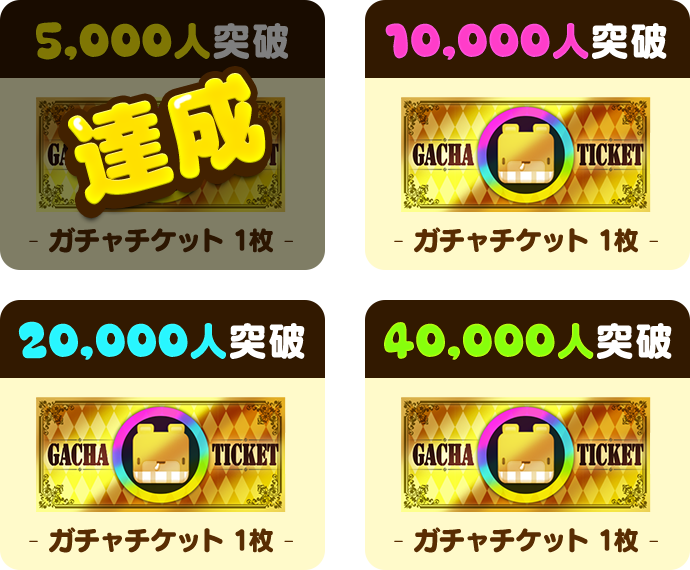 5,000人突破
達成
GACHA TICKET
- ガチャチケット 1枚 -
10,000人突破
GACHA TICKET
- ガチャチケット 1枚 -
20,000人突破
GACHA TICKET
- ガチャチケット 1枚 -
40,000人突破
GACHA TICKET
- ガチャチケット 1枚 -